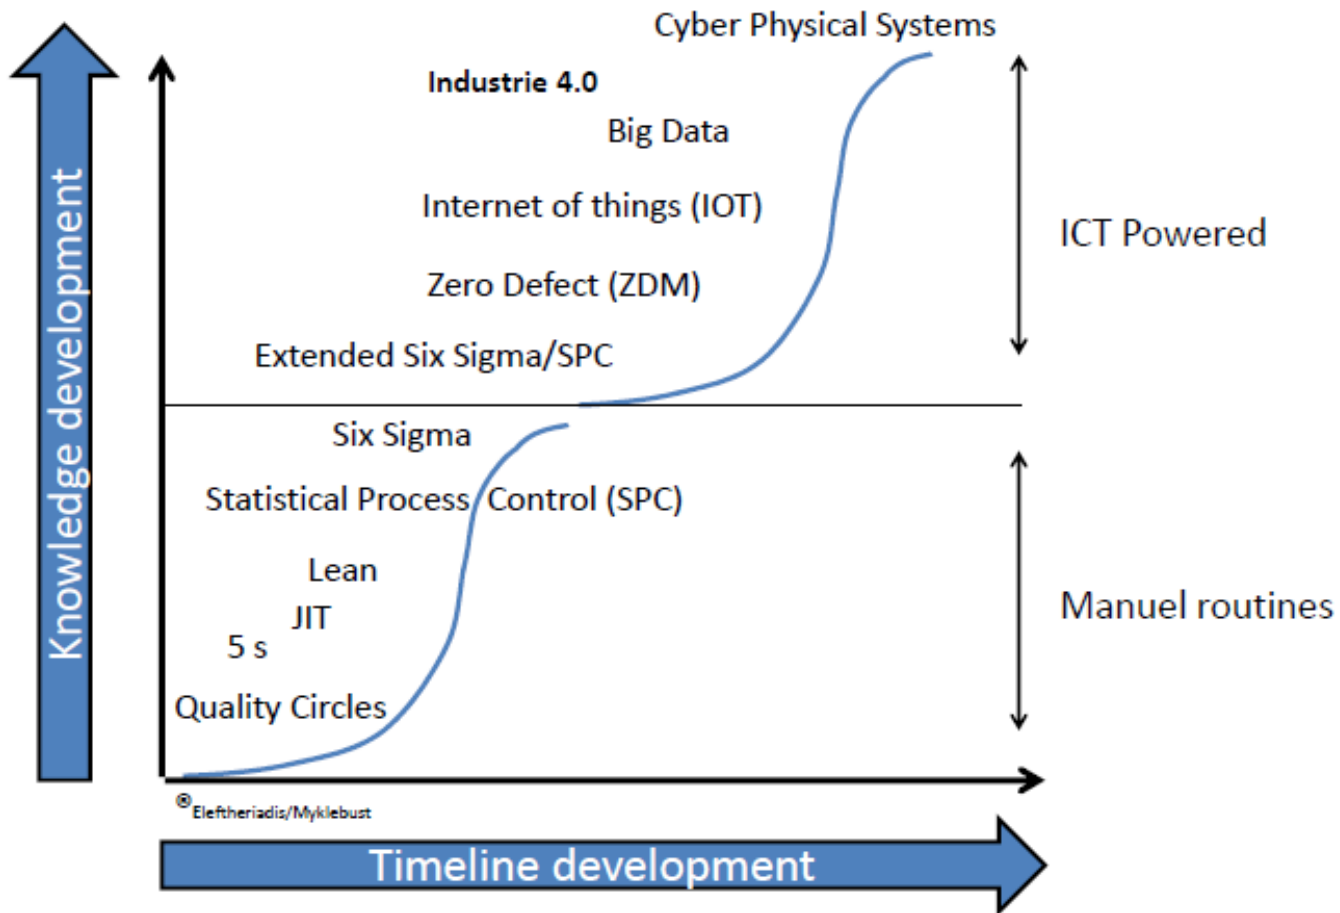 Cyber Physical Systems
Industrie 4.0
Big Data
Internet of things (IOT)
ICT Powered
Zero Defect (ZDM)
Extended Six Sigma/SPC
Six Sigma
Statistical Process Control (SPC)
Lean
Manuel routines
JIT
5 s
Quality Circles
Knowledge development
® Eleftheriadis/Myklebust
Timeline development